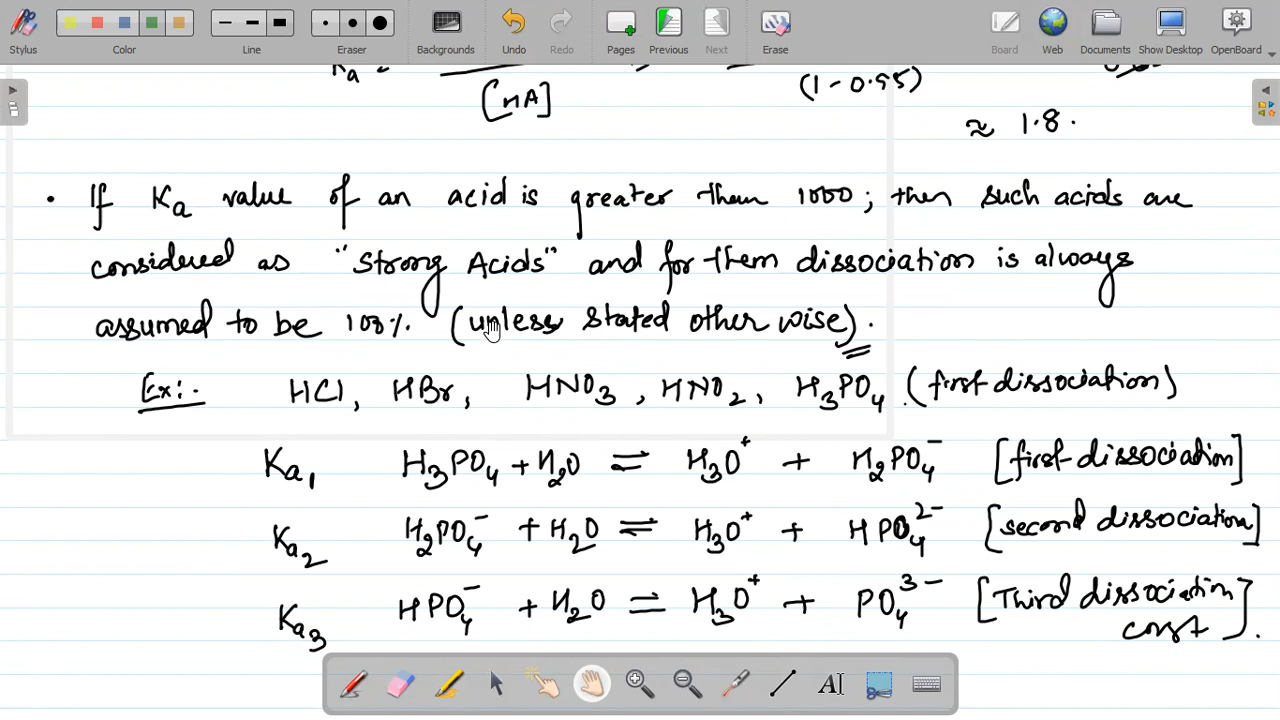 Stylus Color Line Eraser Backgrounds Undo Redo Pages Previous Next Erase Board Web Documents Show Desktop OpenBoard
Ka =
[HA]
(1 - 0.95)
≈ 1.8.
• If Ka value of an acid is greater than 1000; then such acids are
considered as "Strong Acids" and for them dissociation is always
assumed to be 100%. (unless stated otherwise).
Ex:- HCl, HBr, HNO3, HNO2, H3PO4. (first dissociation)
Ka1 H3PO4 + H2O ⇌ H3O⁺ + H2PO4⁻ [first dissociation]
Ka2 H2PO4⁻ + H2O ⇌ H3O⁺ + HPO4²⁻ [second dissociation]
Ka3 HPO4⁻ + H2O ⇌ H3O⁺ + PO4³⁻ [Third dissociation
const].